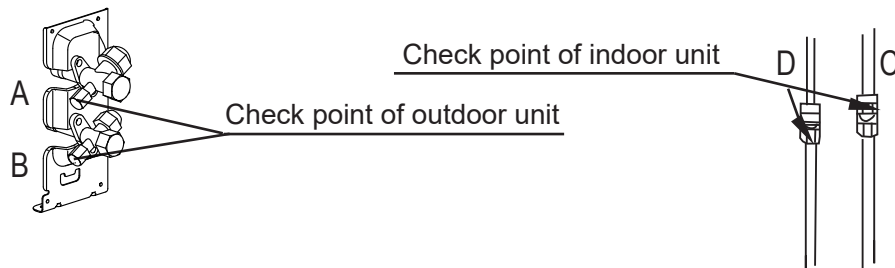 Check point of indoor unit
D
C
A
Check point of outdoor unit
B